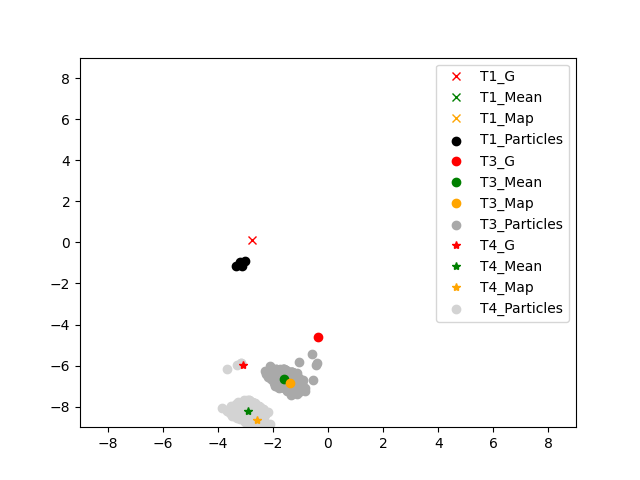 8
6
4
2
0
−2
−4
−6
−8
−8 −6 −4 −2 0 2 4 6 8
T1_G
T1_Mean
T1_Map
T1_Particles
T3_G
T3_Mean
T3_Map
T3_Particles
T4_G
T4_Mean
T4_Map
T4_Particles